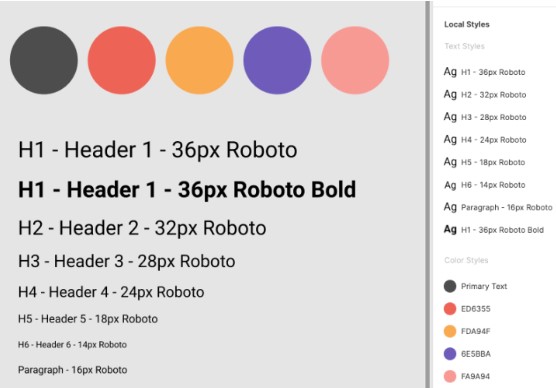 H1 - Header 1 - 36px Roboto
H1 - Header 1 - 36px Roboto Bold
H2 - Header 2 - 32px Roboto
H3 - Header 3 - 28px Roboto
H4 - Header 4 - 24px Roboto
H5 - Header 5 - 18px Roboto
H6 - Header 6 - 14px Roboto
Paragraph - 16px Roboto
Local Styles
Text Styles
Ag H1 - 36px Roboto
Ag H2 - 32px Roboto
Ag H3 - 28px Roboto
Ag H4 - 24px Roboto
Ag H5 - 18px Roboto
Ag H6 - 14px Roboto
Ag Paragraph - 16px Roboto
Ag H1 - 36px Roboto Bold
Color Styles
Primary Text
ED6355
FDA94F
6E5BBA
FA9A94